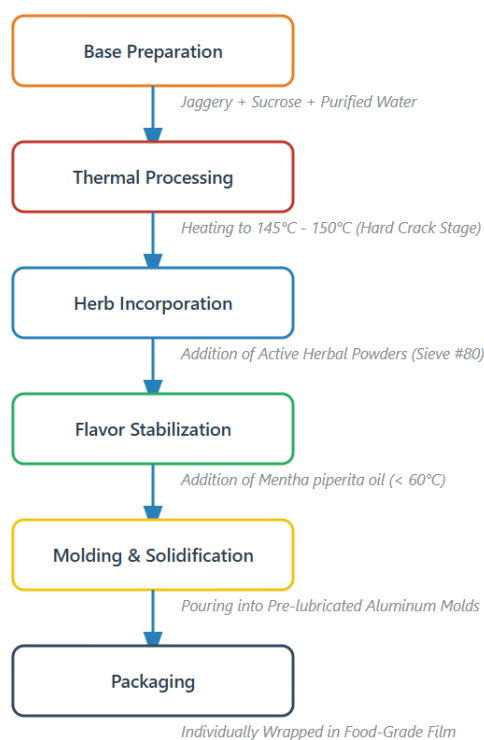 Base Preparation
Jaggery + Sucrose + Purified Water
Thermal Processing
Heating to 145°C - 150°C (Hard Crack Stage)
Herb Incorporation
Addition of Active Herbal Powders (Sieve #80)
Flavor Stabilization
Addition of Mentha piperita oil (< 60°C)
Molding & Solidification
Pouring into Pre-lubricated Aluminum Molds
Packaging
Individually Wrapped in Food-Grade Film